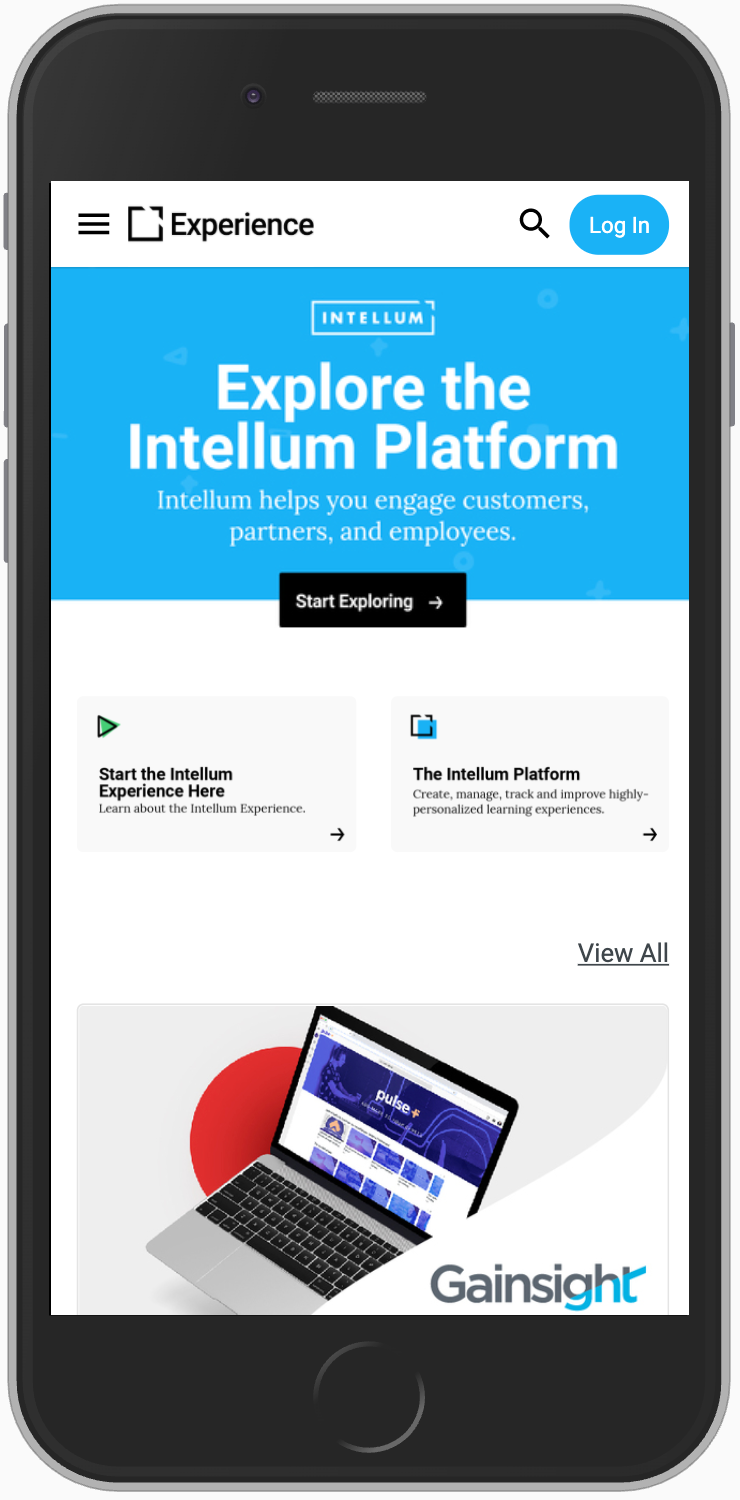 Experience
Log In
INTELLUM
Explore the
Intellum Platform
Intellum helps you engage customers,
partners, and employees.
Start Exploring
Start the Intellum
Experience Here
Learn about the Intellum Experience.
The Intellum Platform
Create, manage, track and improve highly-
personalized learning experiences.
View All
pulse+
Gainsight